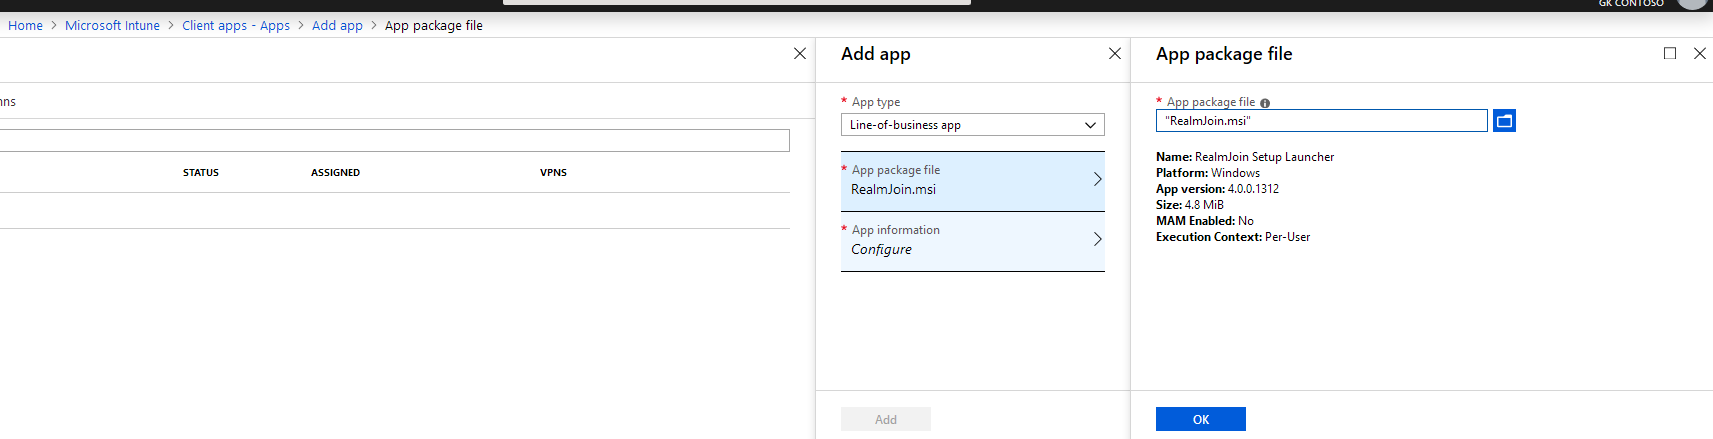 GK CONTOSO
Home > Microsoft Intune > Client apps - Apps > Add app > App package file
Add app
App package file
nns
* App type
Line-of-business app
* App package file
RealmJoin.msi
* App information
Configure
* App package file
"RealmJoin.msi"
Name: RealmJoin Setup Launcher
Platform: Windows
App version: 4.0.0.1312
Size: 4.8 MiB
MAM Enabled: No
Execution Context: Per-User
STATUS ASSIGNED VPNS
Add
OK